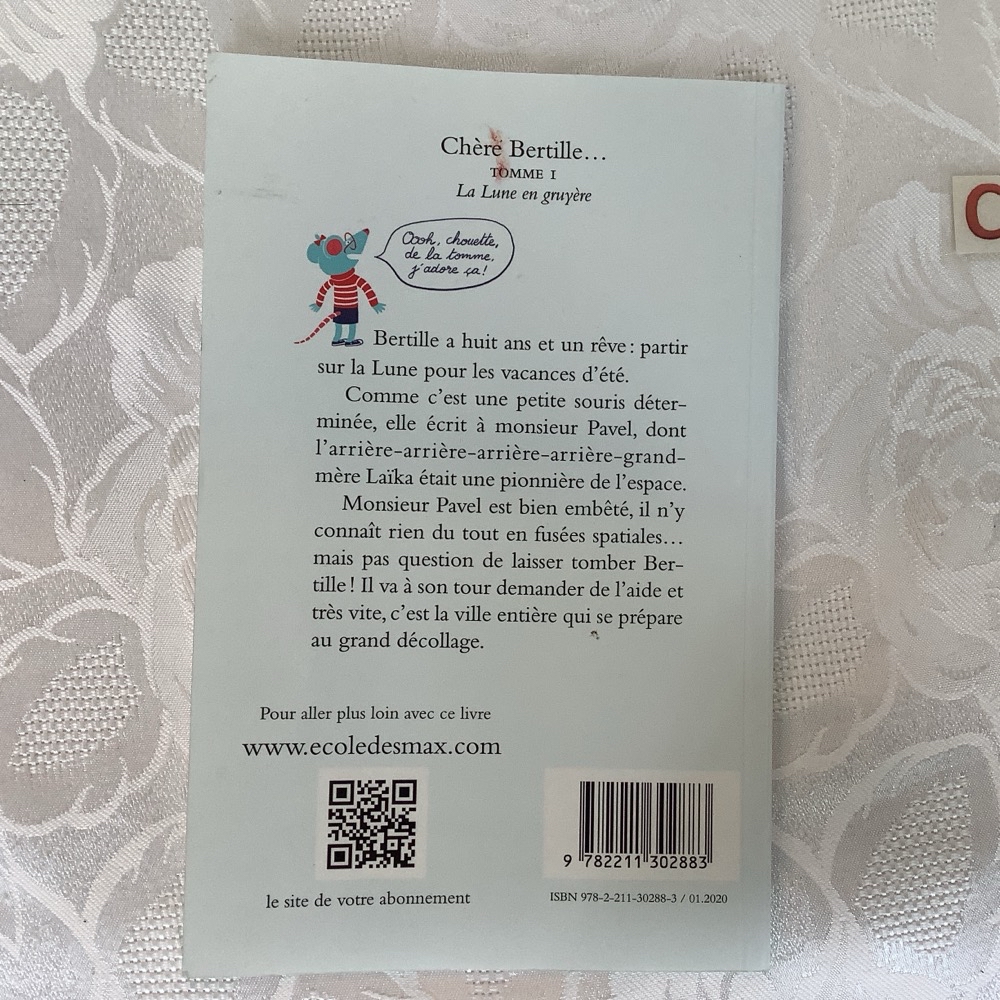 Chère Bertille…
TOMME I
La Lune en gruyère
Oooh, chouette,
de la tomme,
j'adore ça!
Bertille a huit ans et un rêve : partir
sur la Lune pour les vacances d'été.
Comme c'est une petite souris déter-
minée, elle écrit à monsieur Pavel, dont
l'arrière-arrière-arrière-arrière-grand-
mère Laïka était une pionnière de l'espace.
Monsieur Pavel est bien embêté, il n'y
connaît rien du tout en fusées spatiales…
mais pas question de laisser tomber Ber-
tille ! Il va à son tour demander de l'aide et
très vite, c'est la ville entière qui se prépare
au grand décollage.
Pour aller plus loin avec ce livre
www.ecoledesmax.com
le site de votre abonnement
9 782211 302883
ISBN 978-2-211-30288-3 / 01.2020
C